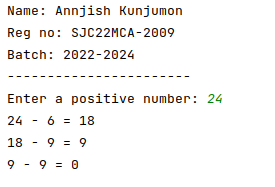 Name: Annjish Kunjumon
Reg no: SJC22MCA-2009
Batch: 2022-2024
-----------------------
Enter a positive number: 24
24 - 6 = 18
18 - 9 = 9
9 - 9 = 0